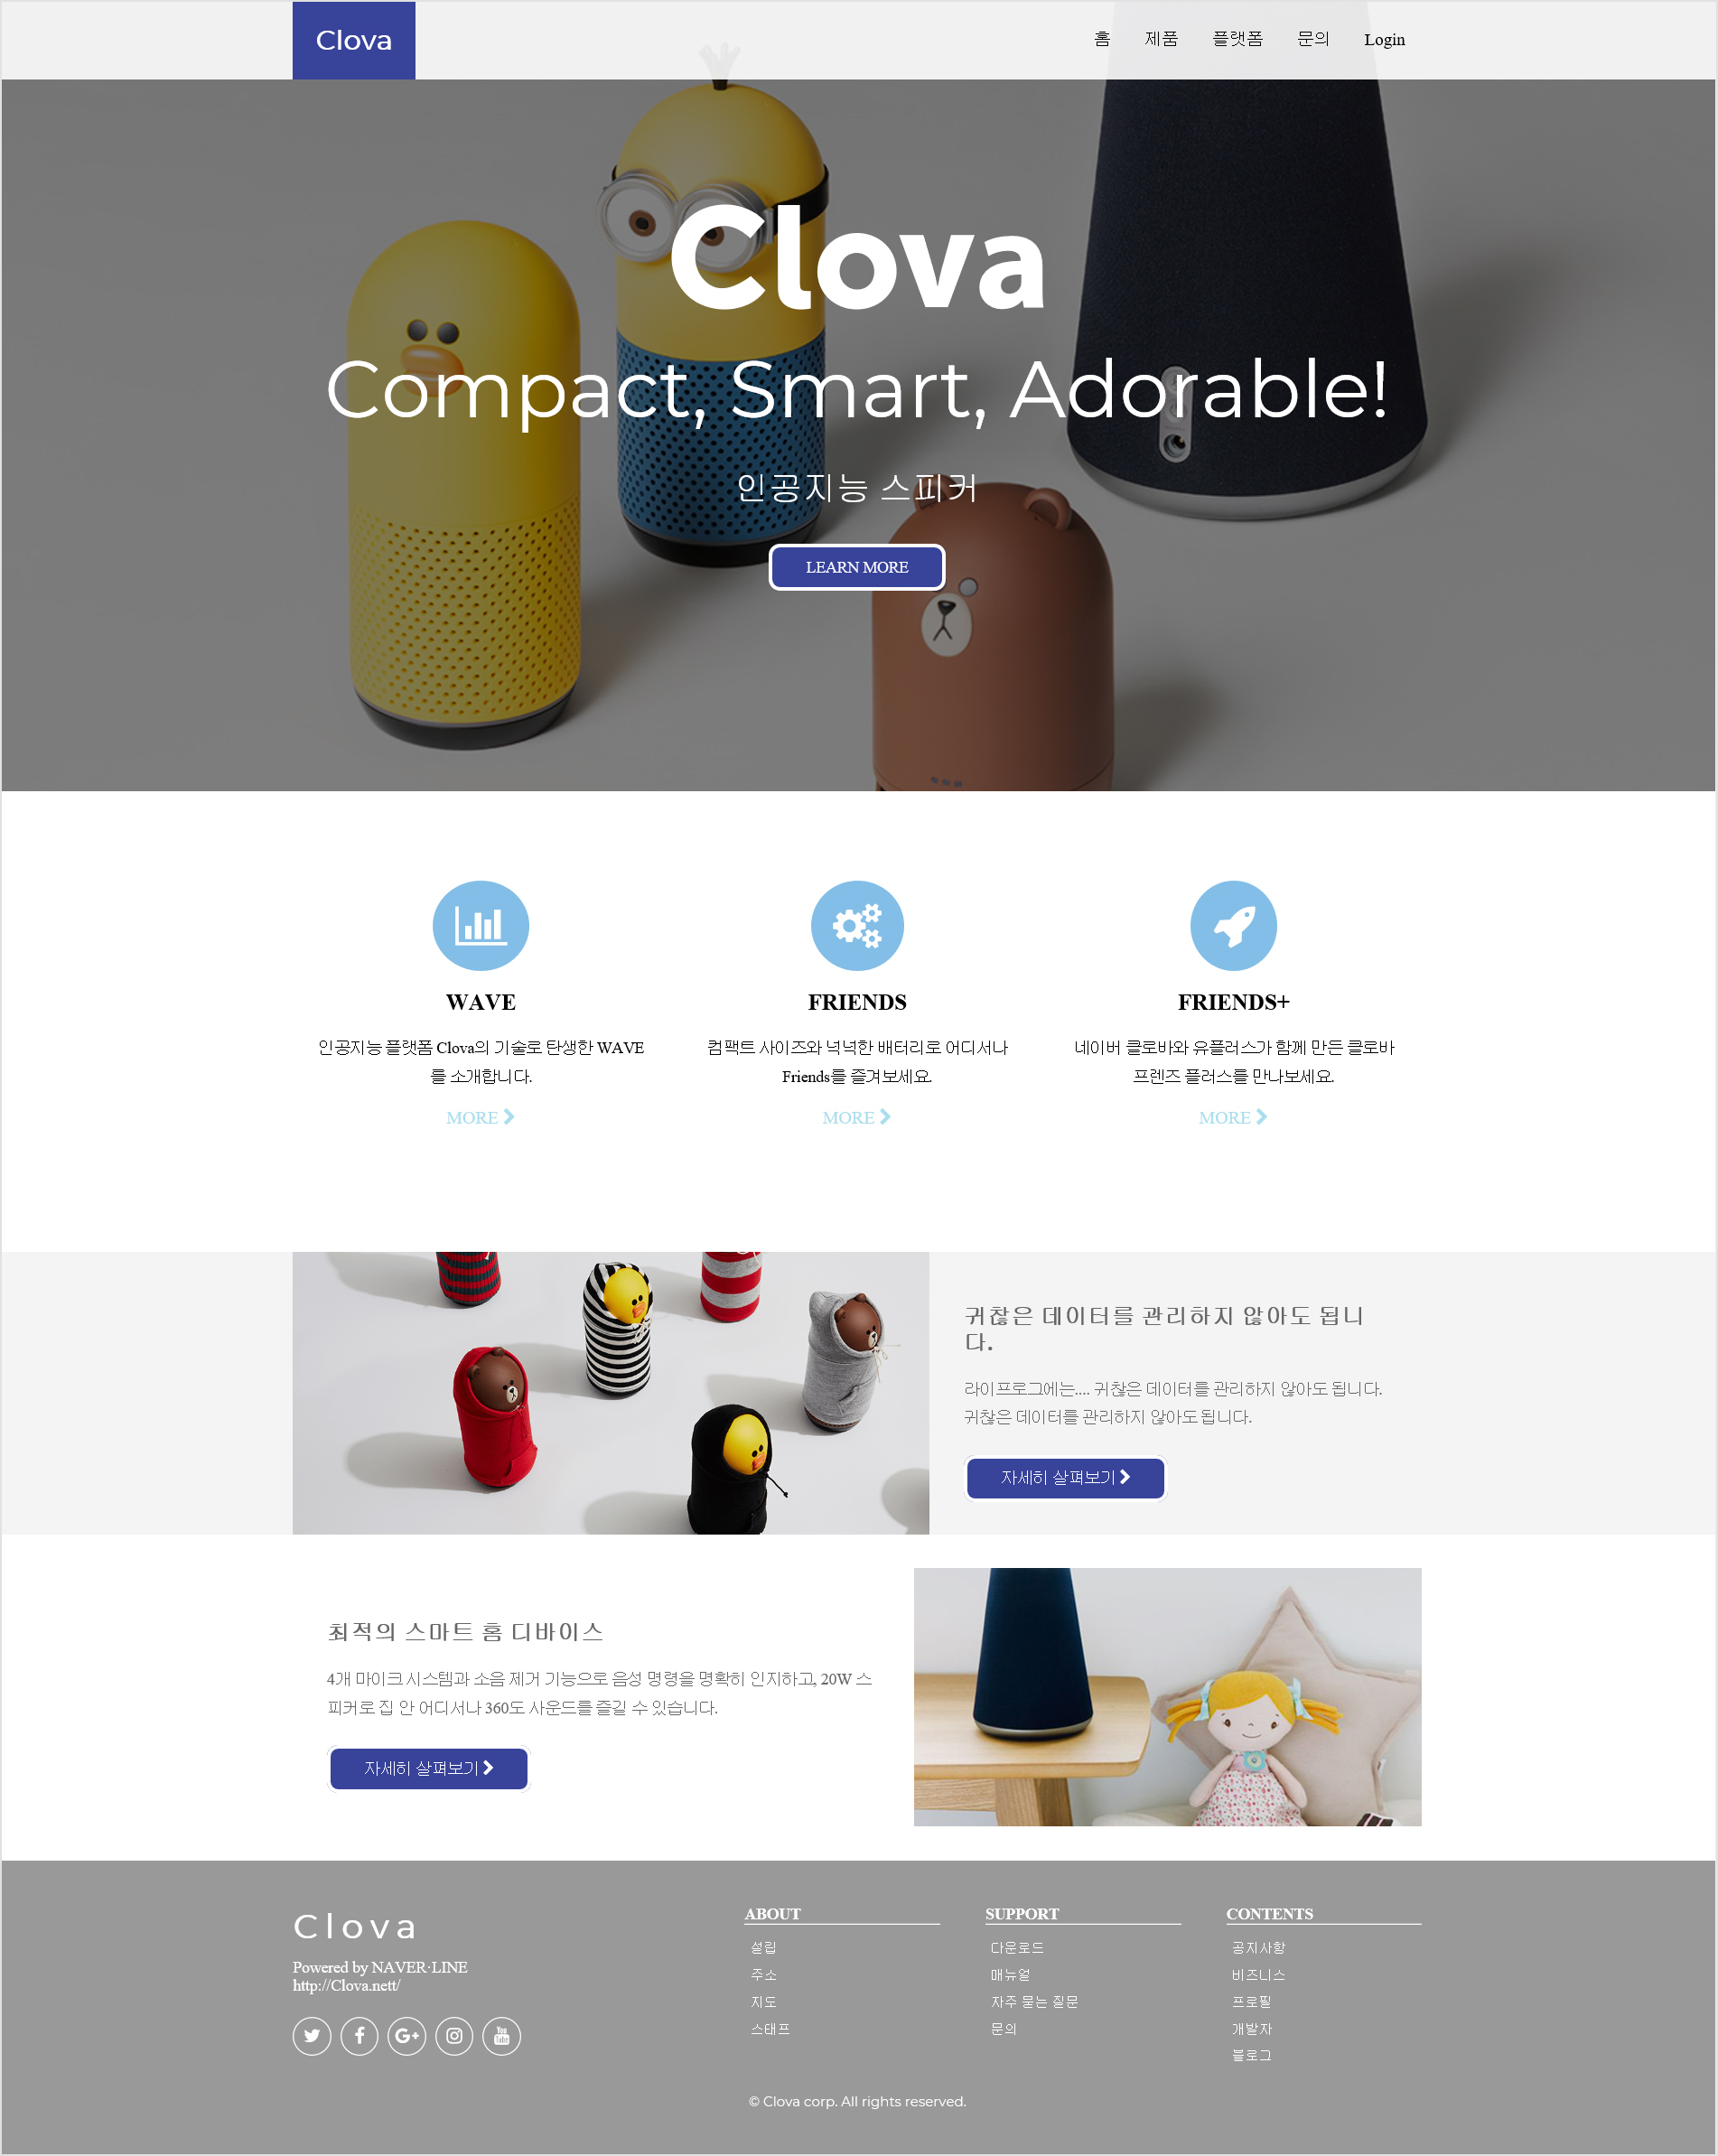 Clova
홈 제품 플랫폼 문의 Login
Clova
Compact, Smart, Adorable!
인공지능 스피커
LEARN MORE
WAVE
인공지능 플랫폼 Clova의 기술로 탄생한 WAVE
를 소개합니다.
MORE
FRIENDS
컴팩트 사이즈와 넉넉한 배터리로 어디서나
Friends를 즐겨보세요.
MORE
FRIENDS+
네이버 클로바와 유플러스가 함께 만든 클로바
프렌즈 플러스를 만나보세요.
MORE
귀찮은 데이터를 관리하지 않아도 됩니
다.
라이프로그에는.... 귀찮은 데이터를 관리하지 않아도 됩니다.
귀찮은 데이터를 관리하지 않아도 됩니다.
자세히 살펴보기
최적의 스마트 홈 디바이스
4개 마이크 시스템과 소음 제거 기능으로 음성 명령을 명확히 인지하고, 20W 스
피커로 집 안 어디서나 360도 사운드를 즐길 수 있습니다.
자세히 살펴보기
Clova
Powered by NAVER·LINE
http://Clova.nett/
ABOUT
설립
주소
지도
스태프
SUPPORT
다운로드
매뉴얼
자주 묻는 질문
문의
CONTENTS
공지사항
비즈니스
프로필
개발자
블로그
© Clova corp. All rights reserved.